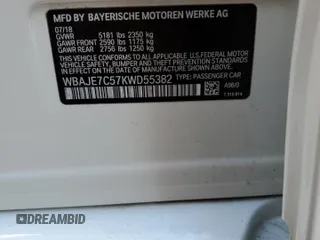 MFD BY BAYERISCHE MOTOREN WERKE AG
07/18
GVWR 5181 lbs 2350 kg
GAWR FRONT 2590 lbs 1175 kg
GAWR REAR 2756 lbs 1250 kg
THIS VEHICLE CONFORMS TO ALL APPLICABLE FEDERAL
MOTOR VEHICLE SAFETY, BUMPER, AND THEFT PREVENTION
STANDARDS IN EFFECT ON THE DATE OF MANUFACTURE
SHOWN ABOVE.
WBAJE7C57KWD55382 TYPE: PASSENGER CAR
DREAMBID